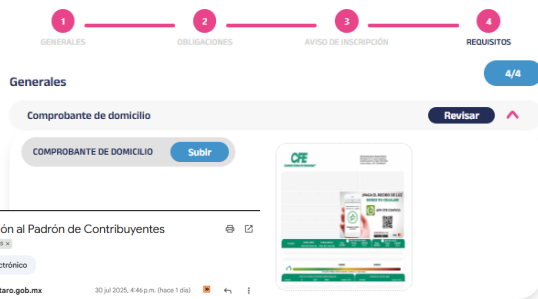 1
2
3
4
GENERALES
OBLIGACIONES
AVISO DE INSCRIPCIÓN
REQUISITOS
4/4
Generales
Comprobante de domicilio
Revisar
COMPROBANTE DE DOMICILIO
Subir
CFE
ón al Padrón de Contribuyentes
ctrónico
taro.gob.mx
30 jul 2025, 4:46 p.m. (hace 1 día)